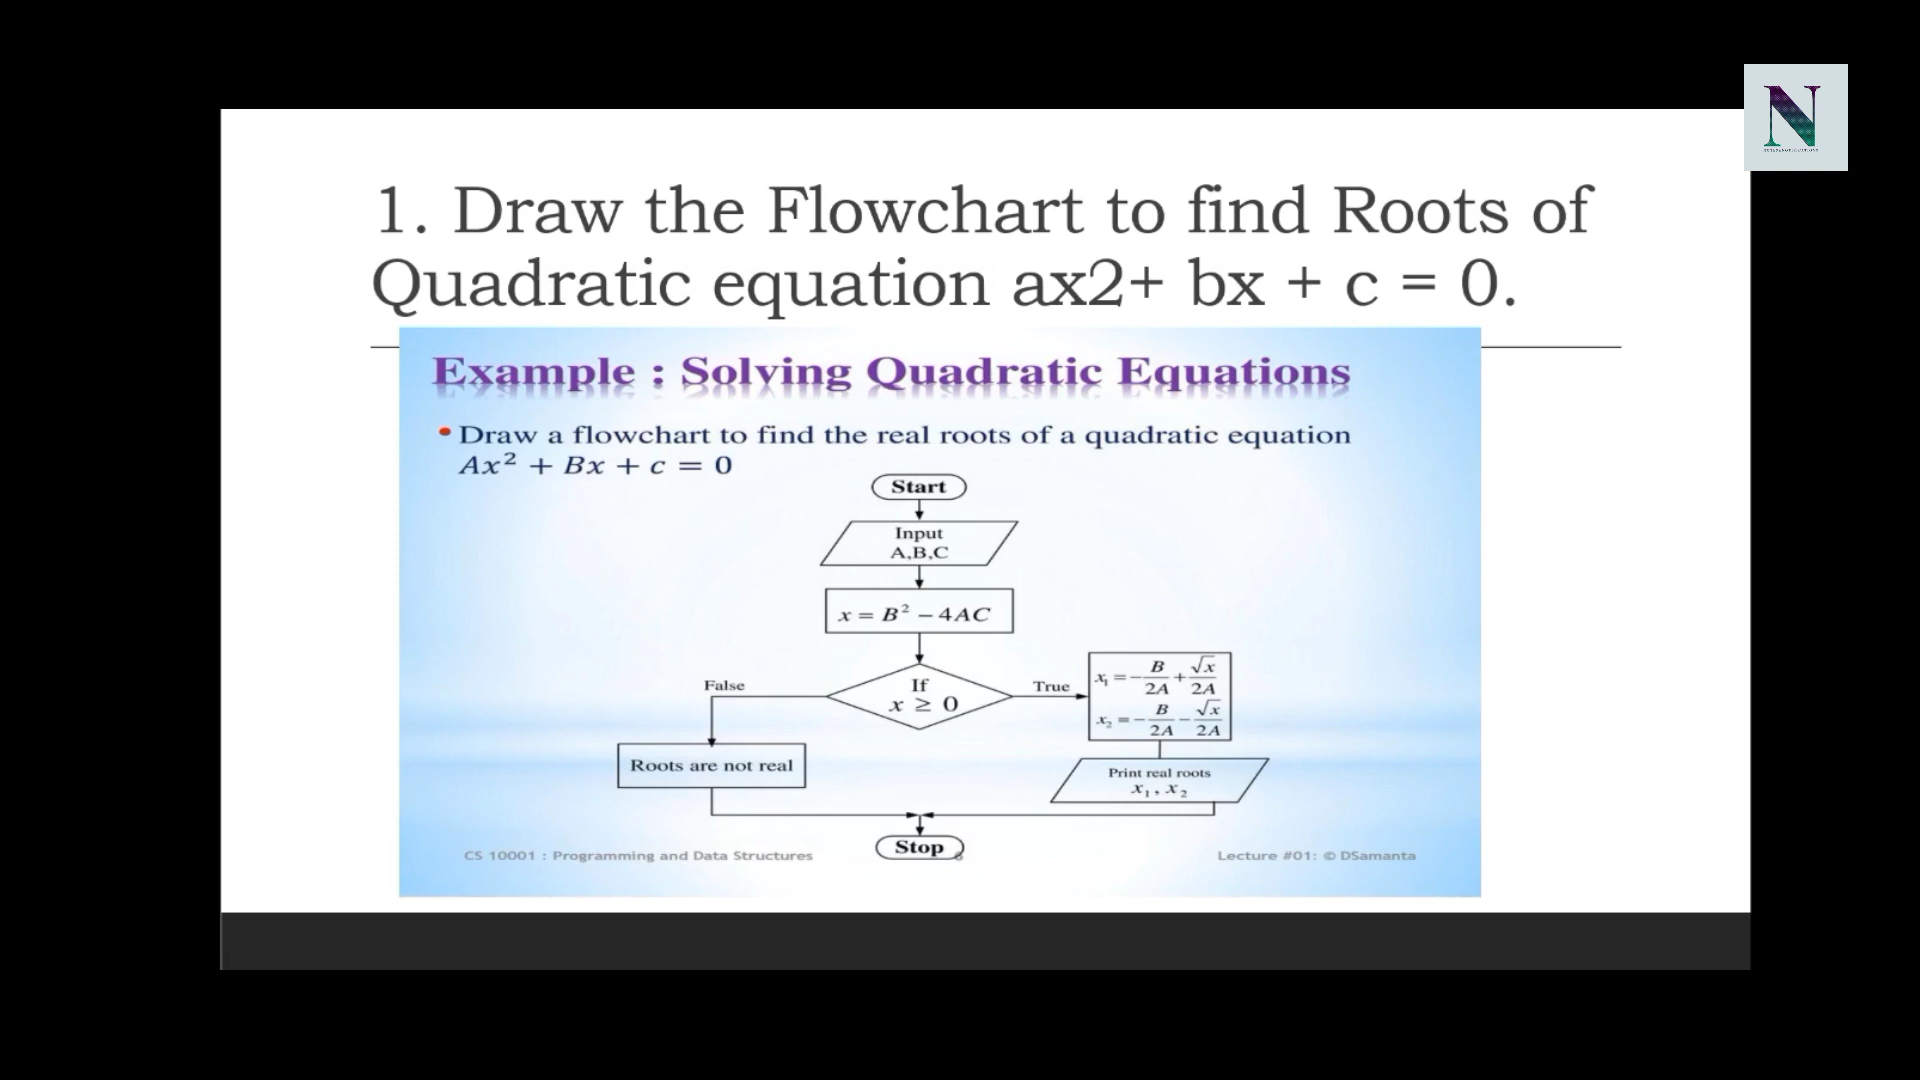 N
1. Draw the Flowchart to find Roots of
Quadratic equation ax2+ bx + c = 0.
Example : Solving Quadratic Equations
• Draw a flowchart to find the real roots of a quadratic equation
Ax² + Bx + c = 0
Start
Input
A,B,C
x = B² – 4AC
If
x ≥ 0
False
True
x₁ = – B/2A + √x/2A
x₂ = – B/2A – √x/2A
Roots are not real
Print real roots
x₁, x₂
Stop
CS 10001 : Programming and Data Structures
Lecture #01: © DSamanta